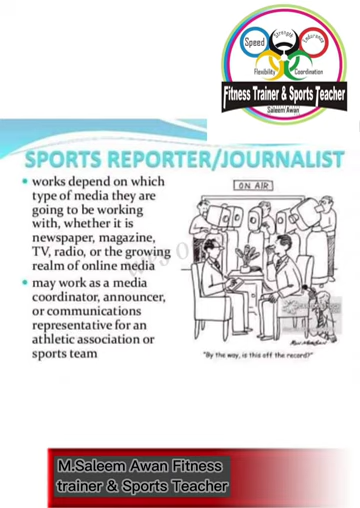 Speed
Strength
Endurance
Flexibility
Coordination
Fitness Trainer & Sports Teacher
Saleem Awan
SPORTS REPORTER/JOURNALIST
• works depend on which
type of media they are
going to be working
with, whether it is
newspaper, magazine,
TV, radio, or the growing
realm of online media
• may work as a media
coordinator, announcer,
or communications
representative for an
athletic association or
sports team
ON AIR
"By the way, is this off the record?"
M.Saleem Awan Fitness
trainer & Sports Teacher